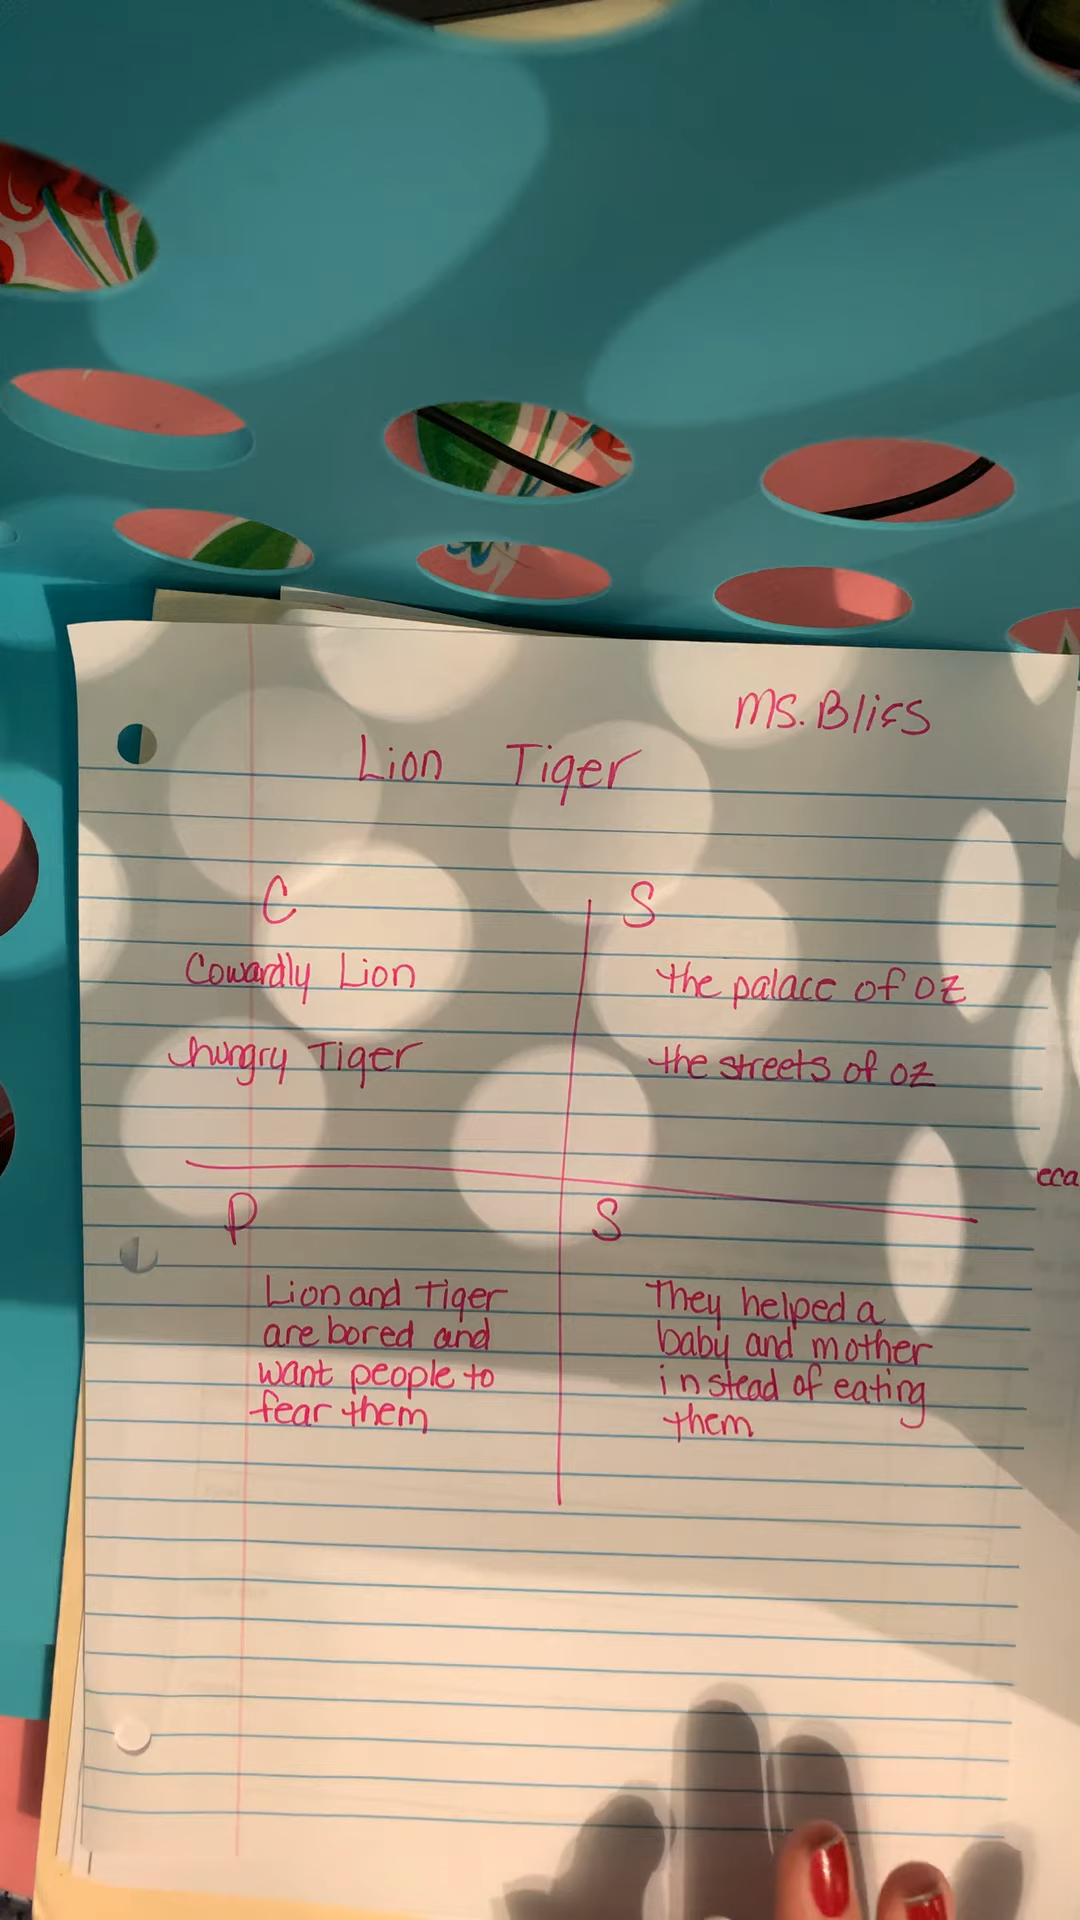 Ms. Bliss
Lion Tiger
C
S
Cowardly Lion
the palace of OZ
hungry Tiger
the streets of OZ
eca
P
S
Lion and Tiger
are bored and
want people to
fear them
They helped a
baby and mother
instead of eating
them